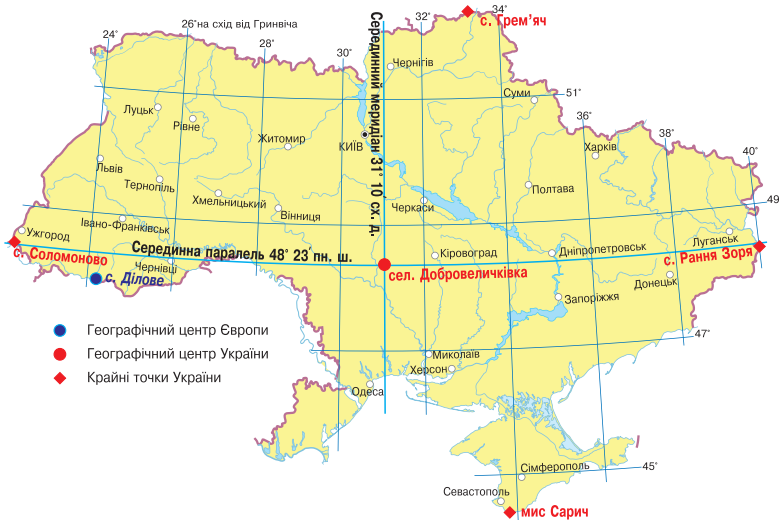 с. Грем’яч
24°
26°на схід від Гринвіча
28°
30°
32°
34°
Серединний меридіан 31° 10′ сх. д.
Чернігів
Суми
51°
Луцьк
Рівне
Житомир
КИЇВ
36°
Харків
38°
40°
Львів
Тернопіль
Хмельницький
Вінниця
Черкаси
Полтава
49
Івано-Франківськ
Ужгород
с. Соломоново
Серединна паралель 48° 23′ пн. ш.
Чернівці
с. Ділове
Кіровоград
сел. Добровеличківка
Дніпропетровськ
Луганськ
с. Рання Зоря
Донецьк
Запоріжжя
47°
Миколаїв
Херсон
Одеса
Географічний центр Європи
Географічний центр України
Крайні точки України
Сімферополь
45°
Севастополь
мис Сарич